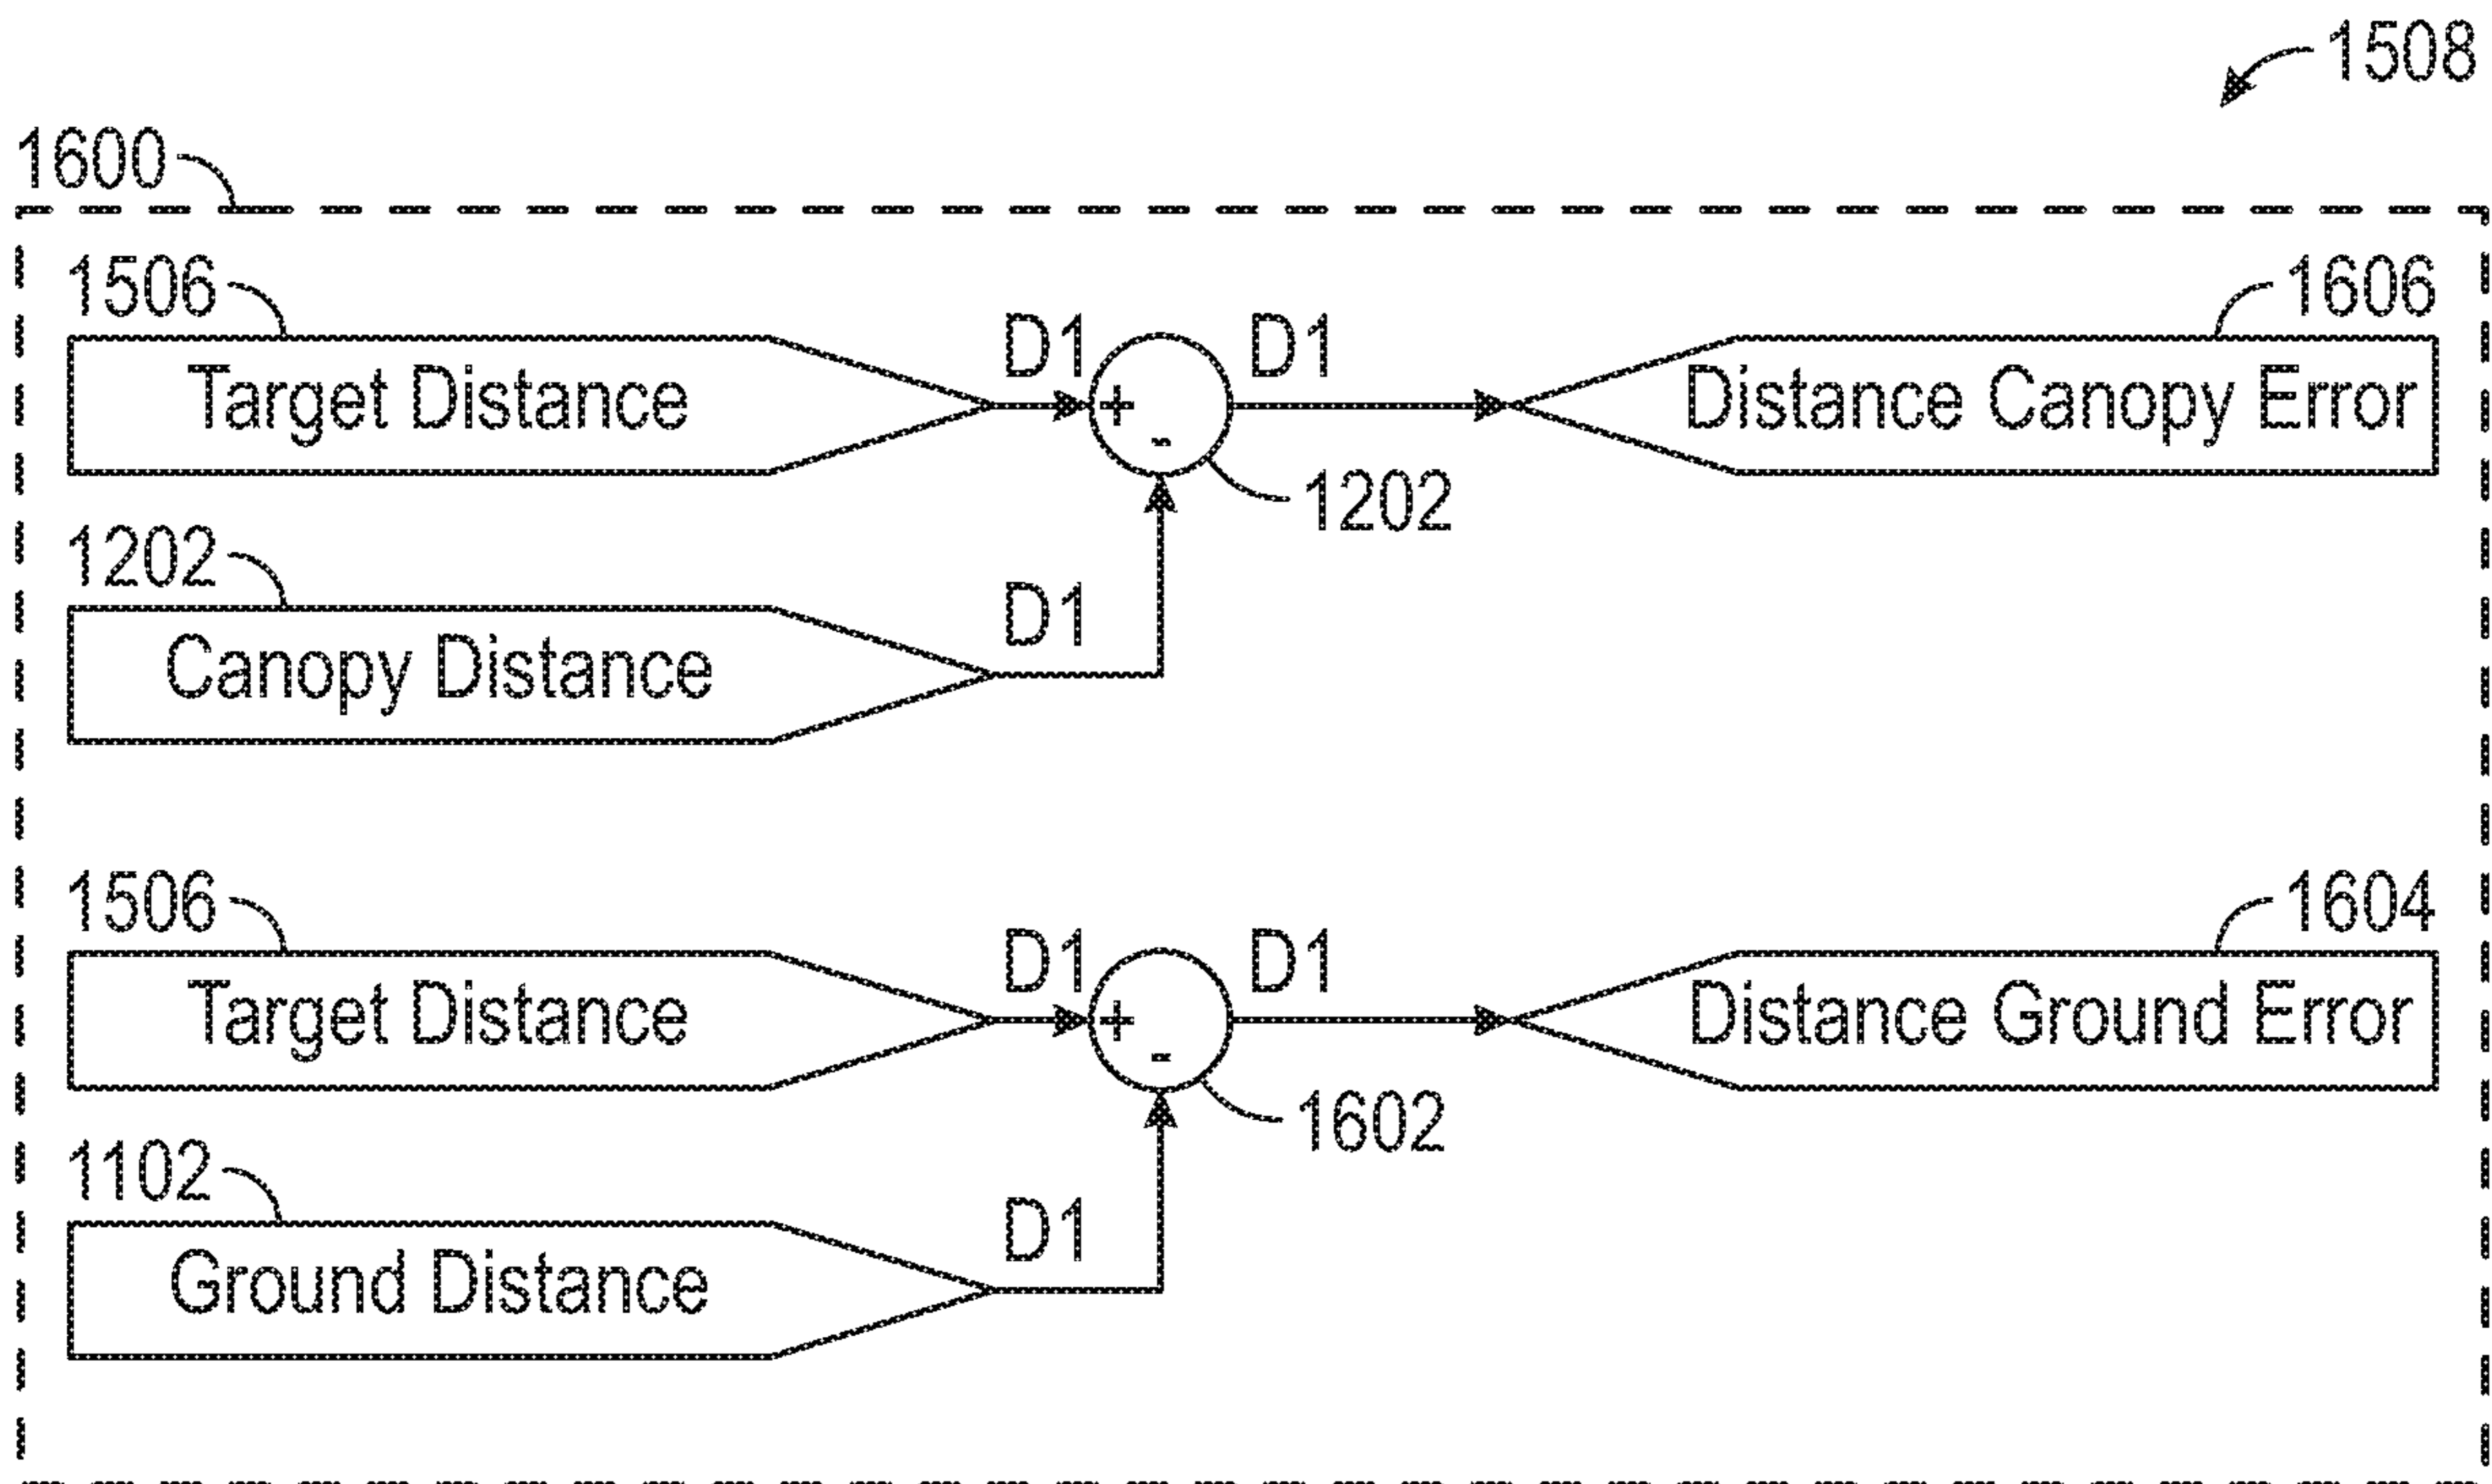 1508
1600
1506
1606
Target Distance
D1
+
-
D1
Distance Canopy Error
1202
1202
Canopy Distance
D1
1506
1604
Target Distance
D1
+
-
D1
Distance Ground Error
1602
1102
Ground Distance
D1